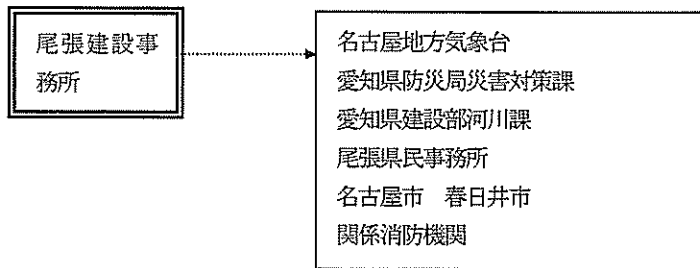 尾張建設事
務所
名古屋地方気象台
愛知県防災局災害対策課
愛知県建設部河川課
尾張県民事務所
名古屋市　春日井市
関係消防機関